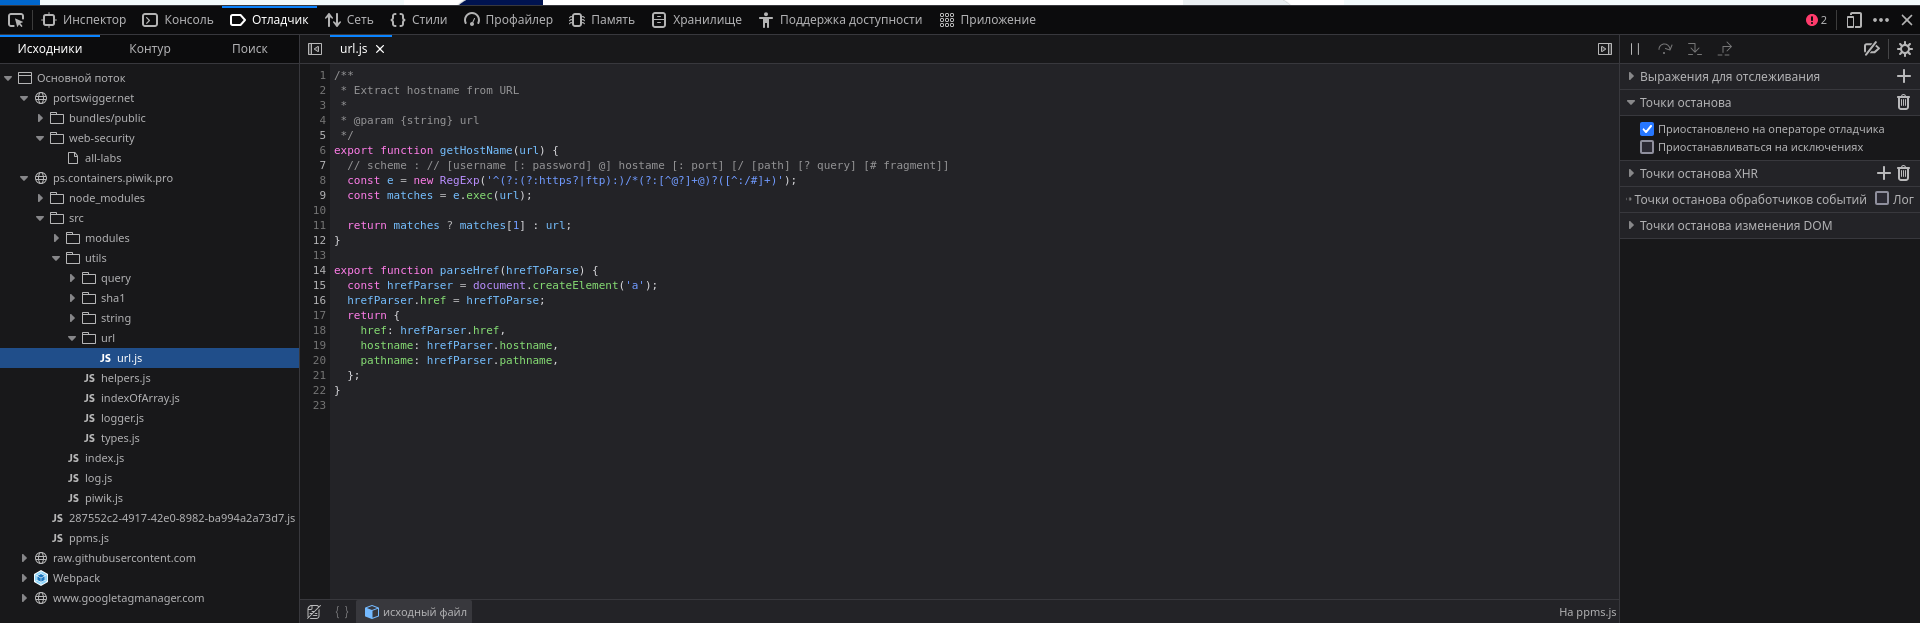 Инспектор Консоль Отладчик Сеть Стили Профайлер Память Хранилище Поддержка доступности Приложение 2
Исходники Контур Поиск
Основной поток
portswigger.net
bundles/public
web-security
all-labs
ps.containers.piwik.pro
node_modules
src
modules
utils
query
sha1
string
url
JS url.js
JS helpers.js
JS indexOfArray.js
JS logger.js
JS types.js
JS index.js
JS log.js
JS piwik.js
JS 287552c2-4917-42e0-8982-ba994a2a73d7.js
JS ppms.js
raw.githubusercontent.com
Webpack
www.googletagmanager.com
url.js
1 /**
2  * Extract hostname from URL
3  *
4  * @param {string} url
5  */
6 export function getHostName(url) {
7   // scheme : // [username [: password] @] hostame [: port] [/ [path] [? query] [# fragment]]
8   const e = new RegExp('^(?:(?:https?|ftp):)/*(?:[^@?]+@)?([^:/#]+)');
9   const matches = e.exec(url);
10
11   return matches ? matches[1] : url;
12 }
13
14 export function parseHref(hrefToParse) {
15   const hrefParser = document.createElement('a');
16   hrefParser.href = hrefToParse;
17   return {
18     href: hrefParser.href,
19     hostname: hrefParser.hostname,
20     pathname: hrefParser.pathname,
21   };
22 }
23
{ } исходный файл На ppms.js
Выражения для отслеживания
Точки останова
Приостановлено на операторе отладчика
Приостанавливаться на исключениях
Точки останова XHR
Точки останова обработчиков событий Лог
Точки останова изменения DOM